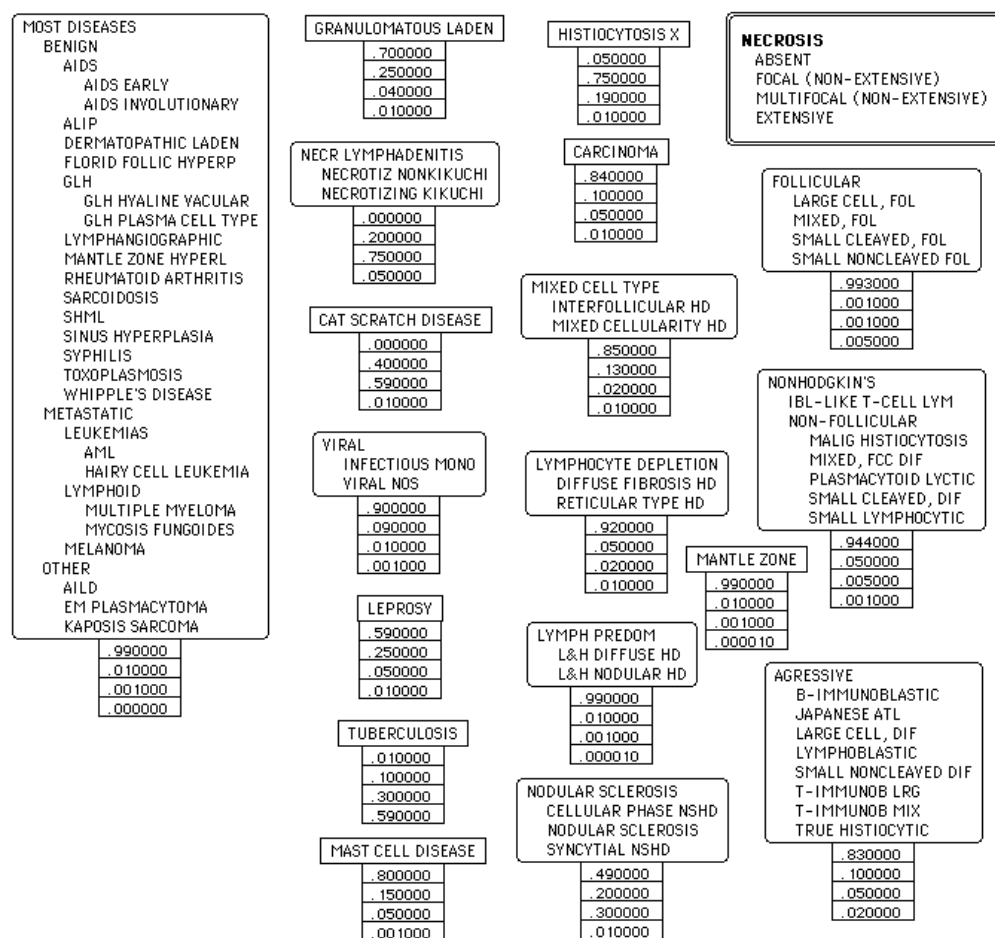 MOST DISEASES
BENIGN
AIDS
AIDS EARLY
AIDS INVOLUTIONARY
ALIP
DERMATOPATHIC LADEN
FLORID FOLLIC HYPERP
GLH
GLH HYALINE VACULAR
GLH PLASMA CELL TYPE
LYMPHANGIOGRAPHIC
MANTLE ZONE HYPERL
RHEUMATOID ARTHRITIS
SARCOIDOSIS
SHML
SINUS HYPERPLASIA
SYPHILIS
TOXOPLASMOSIS
WHIPPLE'S DISEASE
METASTATIC
LEUKEMIAS
AML
HAIRY CELL LEUKEMIA
LYMPHOID
MULTIPLE MYELOMA
MYCOSIS FUNGOIDES
MELANOMA
OTHER
AILD
EM PLASMACYTOMA
KAPOSIS SARCOMA
.990000
.010000
.001000
.000000
GRANULOMATOUS LADEN
.700000
.250000
.040000
.010000
NECR LYMPHADENITIS
NECROTIZ NONKIKUCHI
NECROTIZING KIKUCHI
.000000
.200000
.750000
.050000
CAT SCRATCH DISEASE
.000000
.400000
.590000
.010000
VIRAL
INFECTIOUS MONO
VIRAL NOS
.900000
.090000
.010000
.001000
LEPROSY
.590000
.250000
.050000
.010000
TUBERCULOSIS
.010000
.100000
.300000
.590000
MAST CELL DISEASE
.800000
.150000
.050000
.001000
HISTIOCYTOSIS X
.050000
.750000
.190000
.010000
CARCINOMA
.840000
.100000
.050000
.010000
MIXED CELL TYPE
INTERFOLLICULAR HD
MIXED CELLULARITY HD
.850000
.130000
.020000
.010000
LYMPHOCYTE DEPLETION
DIFFUSE FIBROSIS HD
RETICULAR TYPE HD
.920000
.050000
.020000
.010000
MANTLE ZONE
.990000
.010000
.001000
.000010
LYMPH PREDOM
L&H DIFFUSE HD
L&H NODULAR HD
.990000
.010000
.001000
.000010
NODULAR SCLEROSIS
CELLULAR PHASE NSHD
NODULAR SCLEROSIS
SYNCYTIAL NSHD
.490000
.200000
.300000
.010000
NECROSIS
ABSENT
FOCAL (NON-EXTENSIVE)
MULTIFOCAL (NON-EXTENSIVE)
EXTENSIVE
FOLLICULAR
LARGE CELL, FOL
MIXED, FOL
SMALL CLEAVED, FOL
SMALL NONCLEAVED FOL
.993000
.001000
.001000
.005000
NONHODGKIN'S
IBL-LIKE T-CELL LYM
NON-FOLLICULAR
MALIG HISTIOCYTOSIS
MIXED, FCC DIF
PLASMACYTOID LYCTIC
SMALL CLEAVED, DIF
SMALL LYMPHOCYTIC
.944000
.050000
.005000
.001000
AGRESSIVE
B-IMMUNOBLASTIC
JAPANESE ATL
LARGE CELL, DIF
LYMPHOBLASTIC
SMALL NONCLEAVED DIF
T-IMMUNOB LRG
T-IMMUNOB MIX
TRUE HISTIOCYTIC
.830000
.100000
.050000
.020000